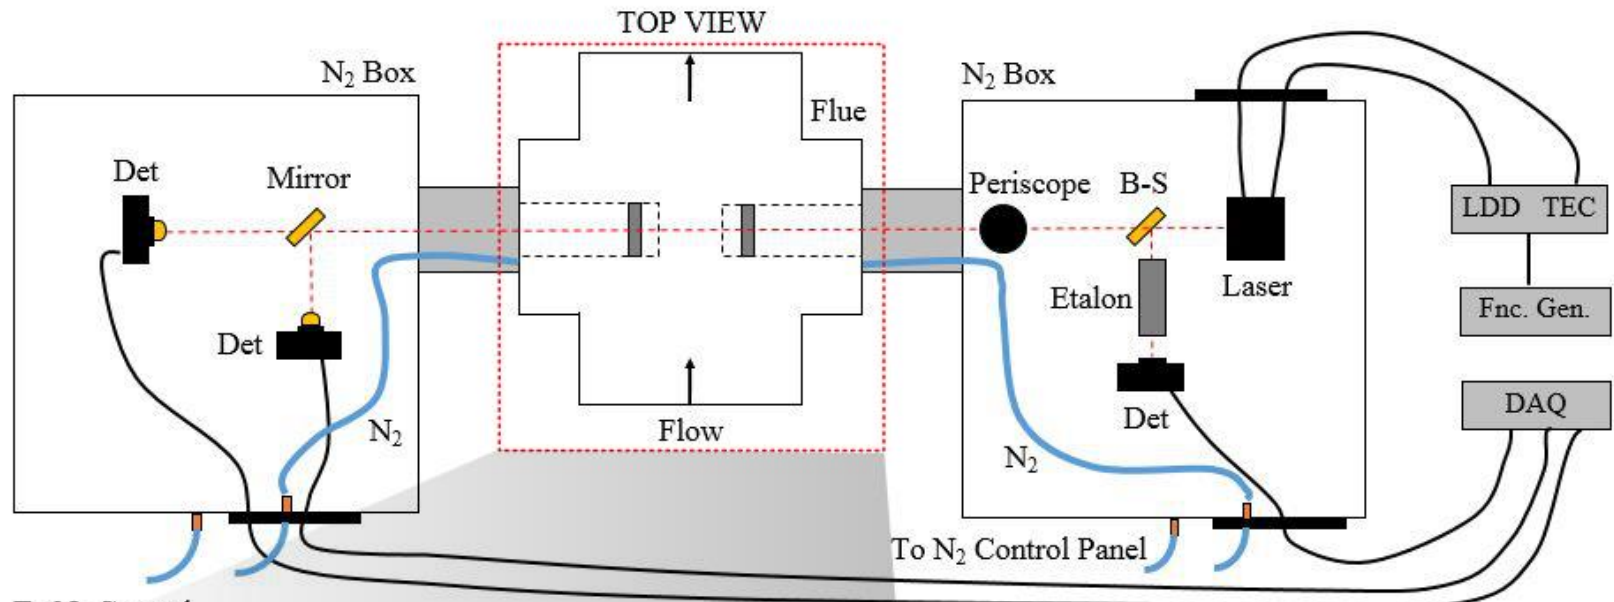 TOP VIEW
N₂ Box
N₂ Box
Flue
Det
Mirror
Periscope
B-S
LDD TEC
Laser
Etalon
Fnc. Gen.
Det
DAQ
Det
N₂
Flow
N₂
To N₂ Control Panel